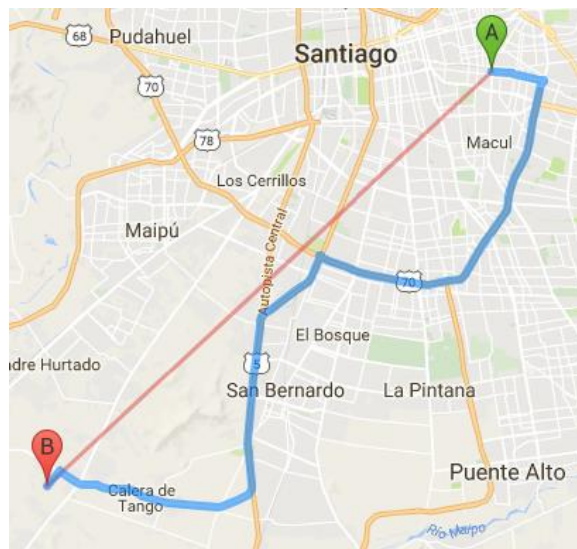 68
Pudahuel
Santiago
A
70
78
Macul
Los Cerrillos
Maipú
Autopista Central
70
El Bosque
adre Hurtado
5
San Bernardo
La Pintana
B
Calera de
Tango
Puente Alto
Río Maipo